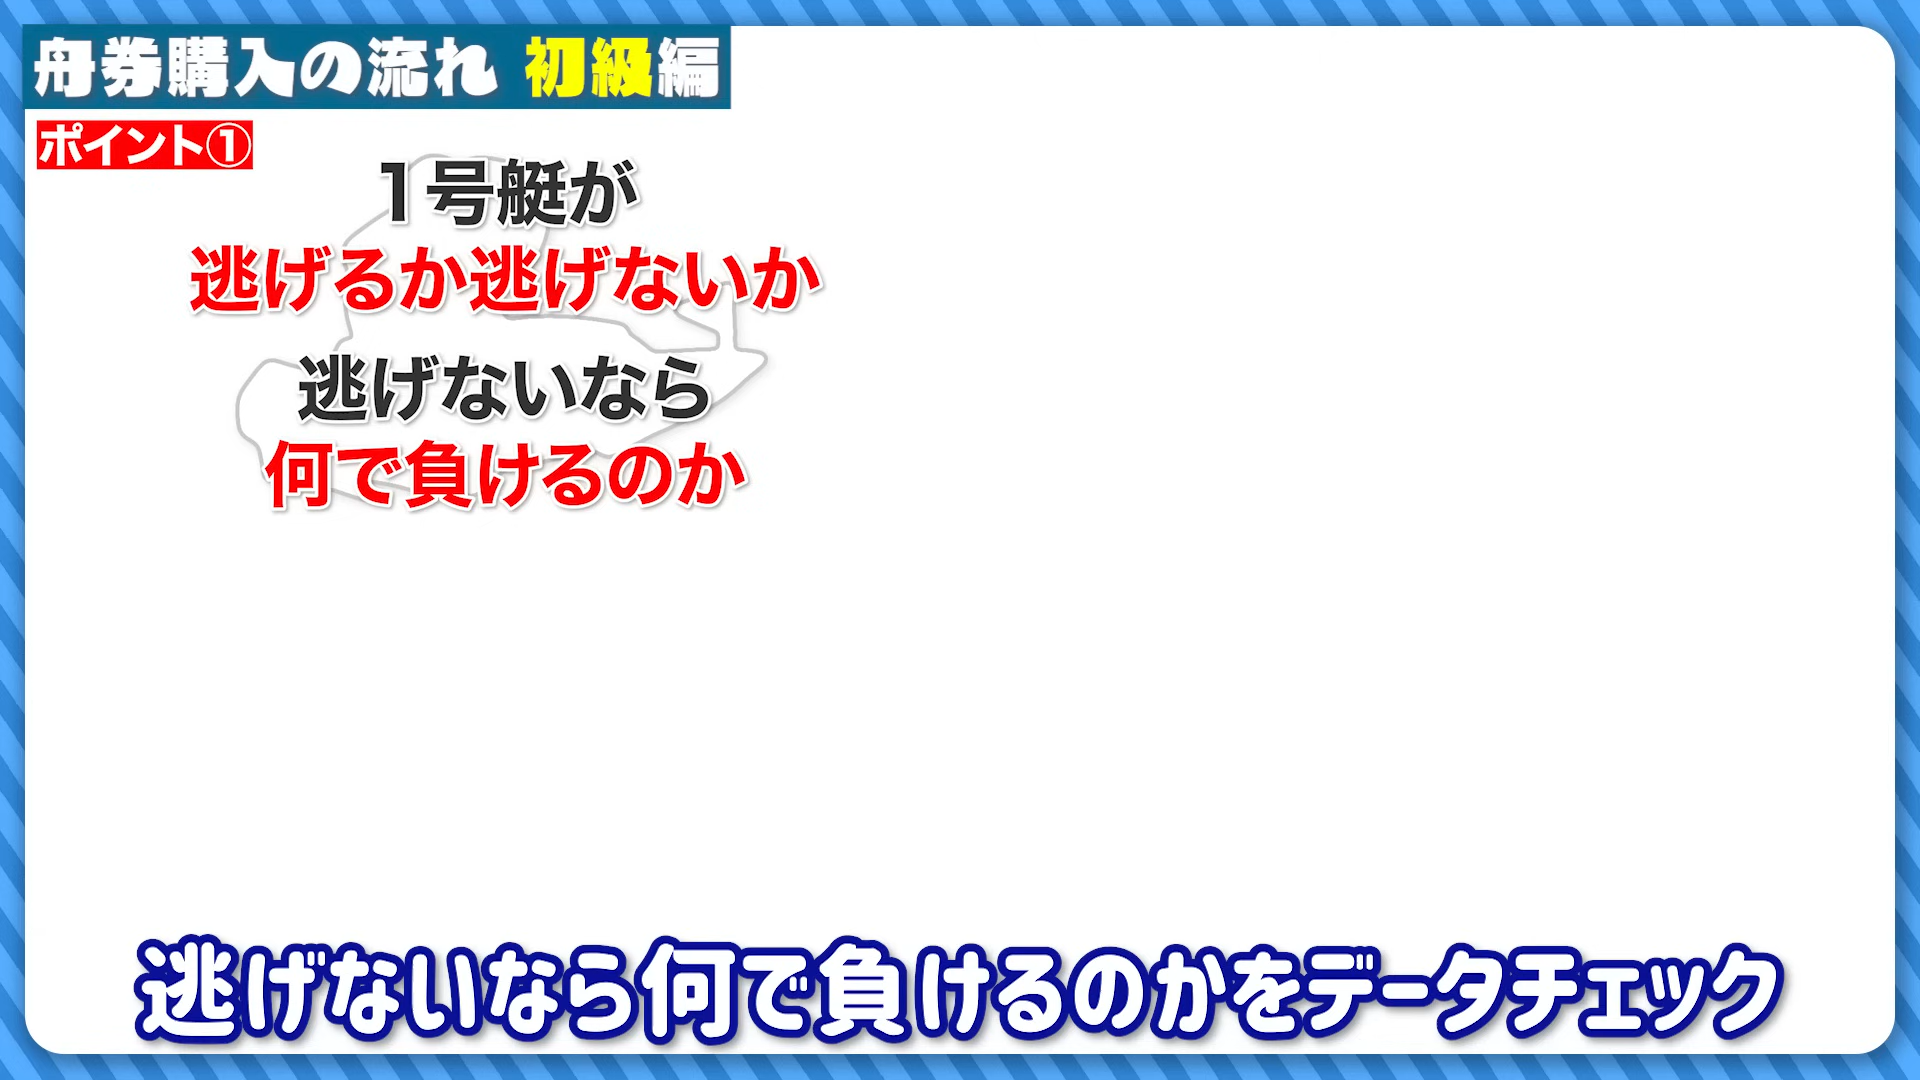 舟券購入の流れ 初級編
ポイント①
1号艇が
逃げるか逃げないか
逃げないなら
何で負けるのか
逃げないなら何で負けるのかをデータチェック